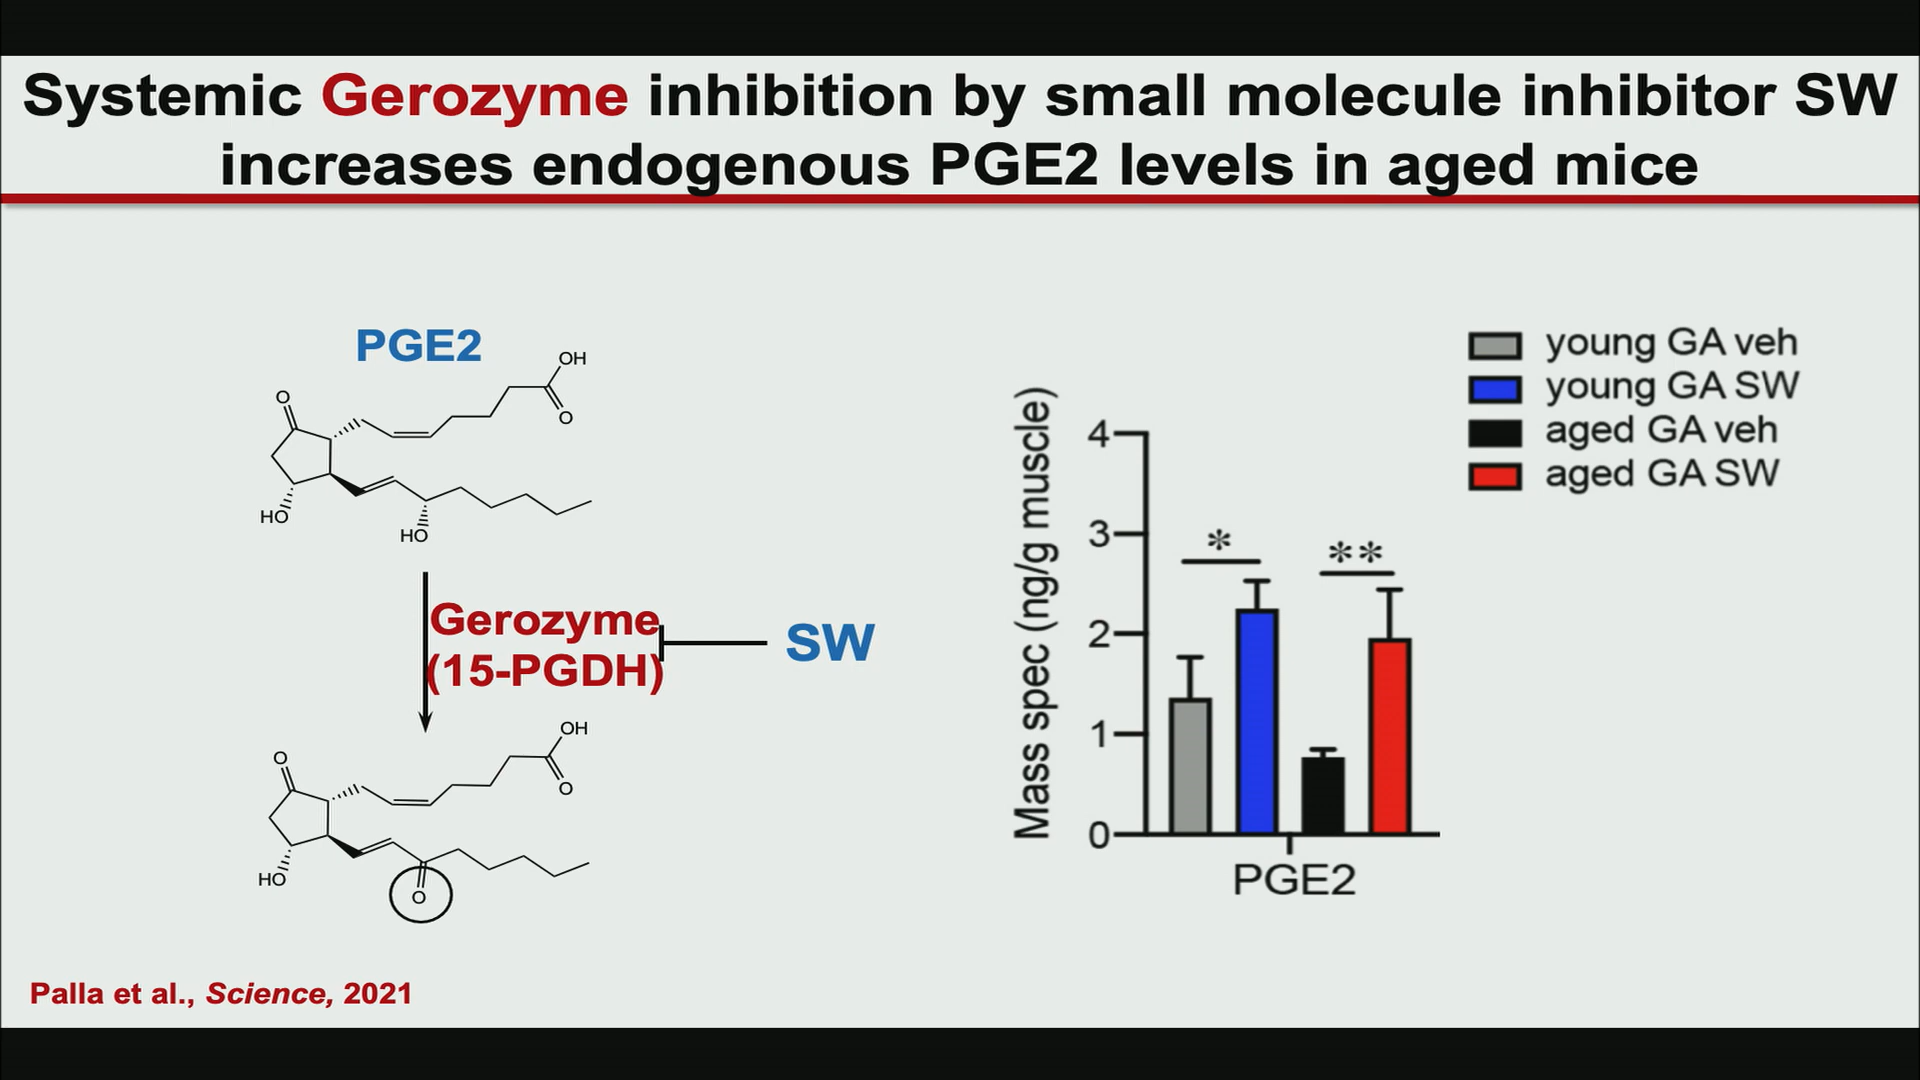 Systemic Gerozyme inhibition by small molecule inhibitor SW
increases endogenous PGE2 levels in aged mice
PGE2
OH
O
O
HO
HO
Gerozyme
(15-PGDH)
SW
OH
O
O
HO
O
Mass spec (ng/g muscle)
4
3
2
1
0
*
**
PGE2
young GA veh
young GA SW
aged GA veh
aged GA SW
Palla et al., Science, 2021